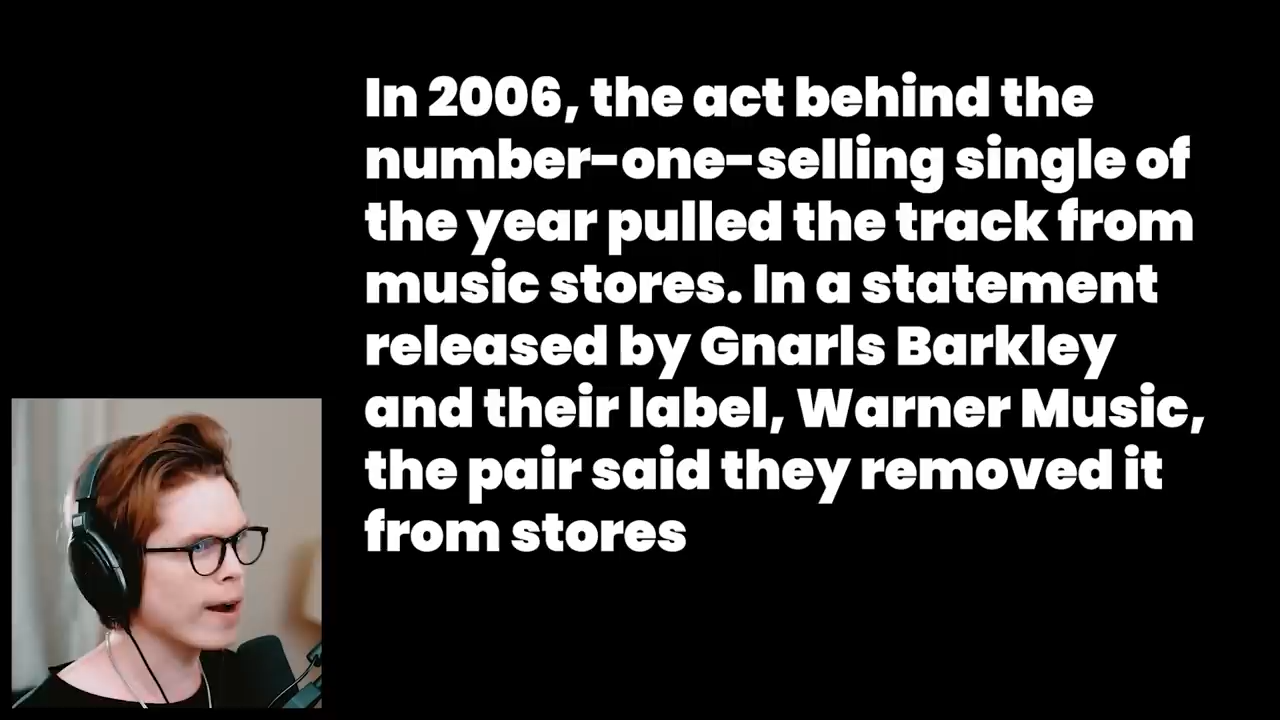 In 2006, the act behind the
number-one-selling single of
the year pulled the track from
music stores. In a statement
released by Gnarls Barkley
and their label, Warner Music,
the pair said they removed it
from stores